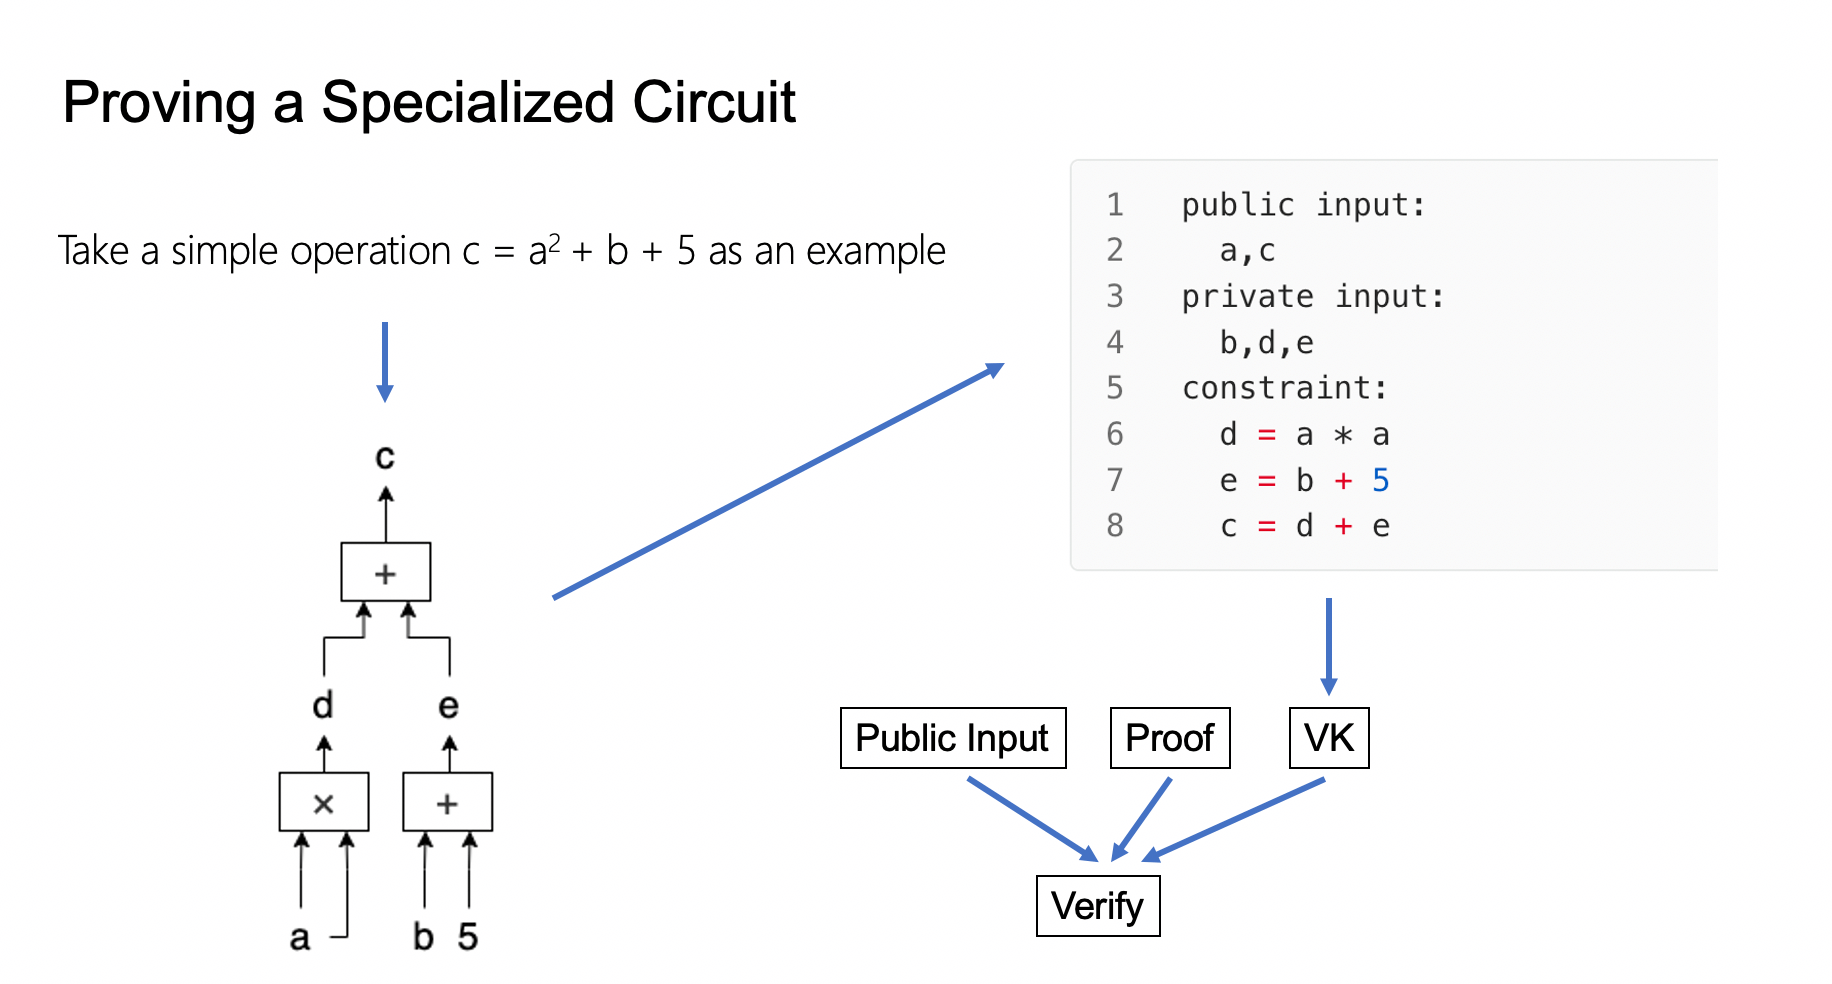 Proving a Specialized Circuit
Take a simple operation c = a² + b + 5 as an example
c
+
d e
× +
a b 5
1 public input:
2 a,c
3 private input:
4 b,d,e
5 constraint:
6 d = a * a
7 e = b + 5
8 c = d + e
Public Input Proof VK
Verify